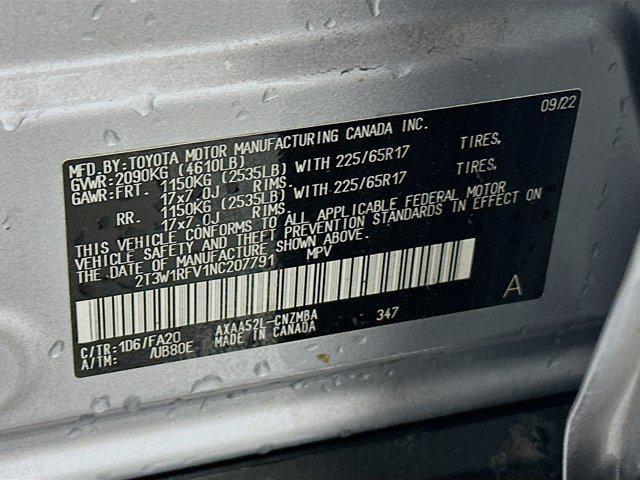 09/22
MFD.BY:TOYOTA MOTOR MANUFACTURING CANADA INC.
GVWR:2090KG (4610LB)
GAWR:FRT. 1150KG (2535LB) WITH 225/65R17 TIRES,
17x7.0J RIMS.
RR. 1150KG (2535LB) WITH 225/65R17 TIRES,
17x7.0J RIMS.
THIS VEHICLE CONFORMS TO ALL APPLICABLE FEDERAL MOTOR
VEHICLE SAFETY AND THEFT PREVENTION STANDARDS IN EFFECT ON
THE DATE OF MANUFACTURE SHOWN ABOVE.
2T3W1RFV1NC207791 MPV
A
C/TR:1D6/FA20 AXAA52L-CNZMBA 347
A/TM: /UB80E MADE IN CANADA